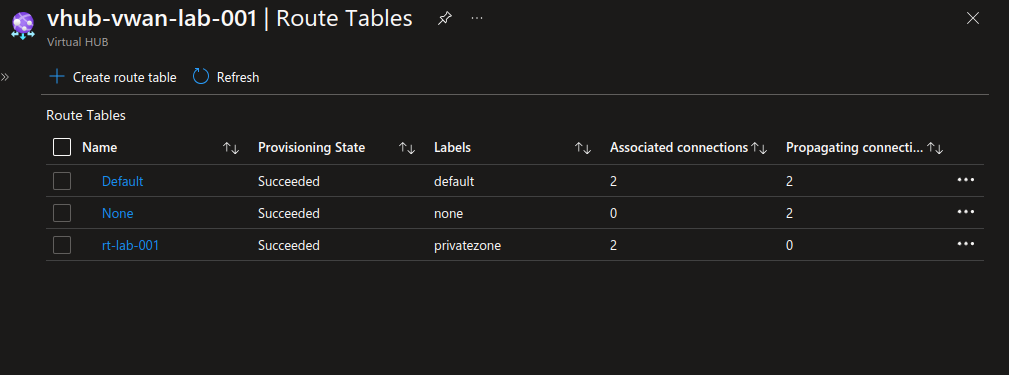 vhub-vwan-lab-001 | Route Tables ...
Virtual HUB
Create route table Refresh
Route Tables
Name Provisioning State Labels Associated connections Propagating connecti...
Default Succeeded default 2 2
None Succeeded none 0 2
rt-lab-001 Succeeded privatezone 2 0